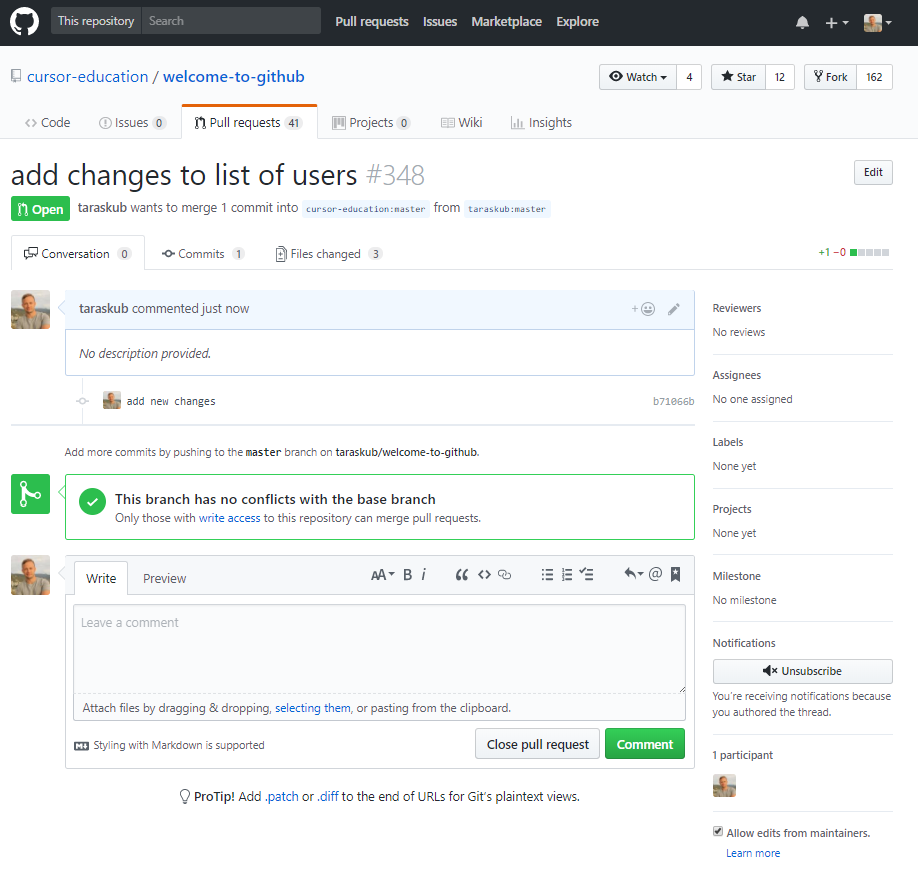 This repository Search Pull requests Issues Marketplace Explore
cursor-education / welcome-to-github Watch 4 Star 12 Fork 162
Code Issues 0 Pull requests 41 Projects 0 Wiki Insights
add changes to list of users #348 Edit
Open taraskub wants to merge 1 commit into cursor-education:master from taraskub:master
Conversation 0 Commits 1 Files changed 3 +1 −0
taraskub commented just now
No description provided.
add new changes b71066b
Add more commits by pushing to the master branch on taraskub/welcome-to-github.
This branch has no conflicts with the base branch
Only those with write access to this repository can merge pull requests.
Write Preview AA B i
Leave a comment
Attach files by dragging & dropping, selecting them, or pasting from the clipboard.
Styling with Markdown is supported Close pull request Comment
ProTip! Add .patch or .diff to the end of URLs for Git's plaintext views.
Reviewers
No reviews
Assignees
No one assigned
Labels
None yet
Projects
None yet
Milestone
No milestone
Notifications
Unsubscribe
You're receiving notifications because
you authored the thread.
1 participant
Allow edits from maintainers.
Learn more